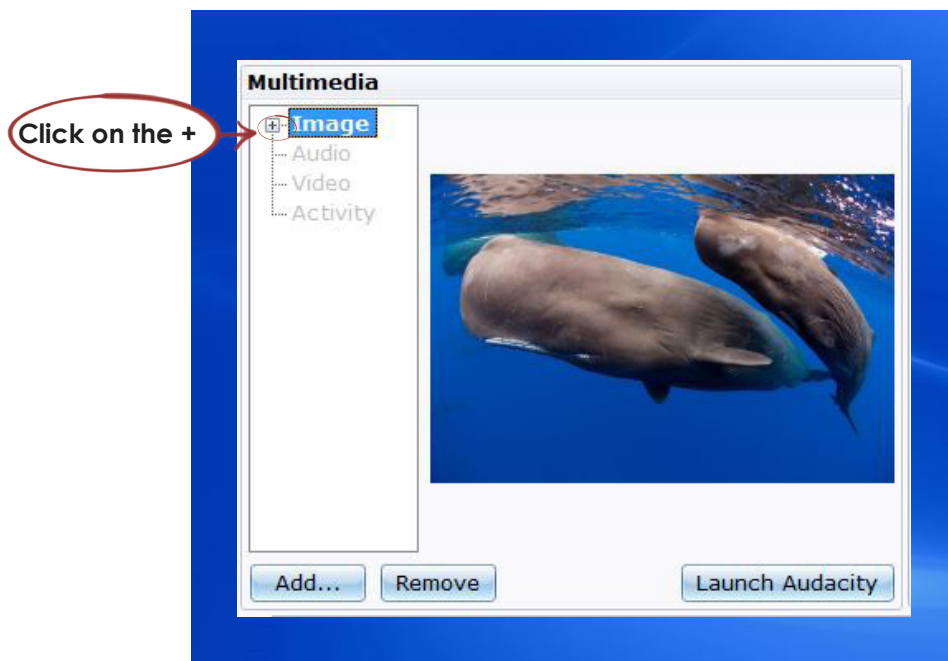 Multimedia
Click on the +
Image
Audio
Video
Activity
Add...
Remove
Launch Audacity